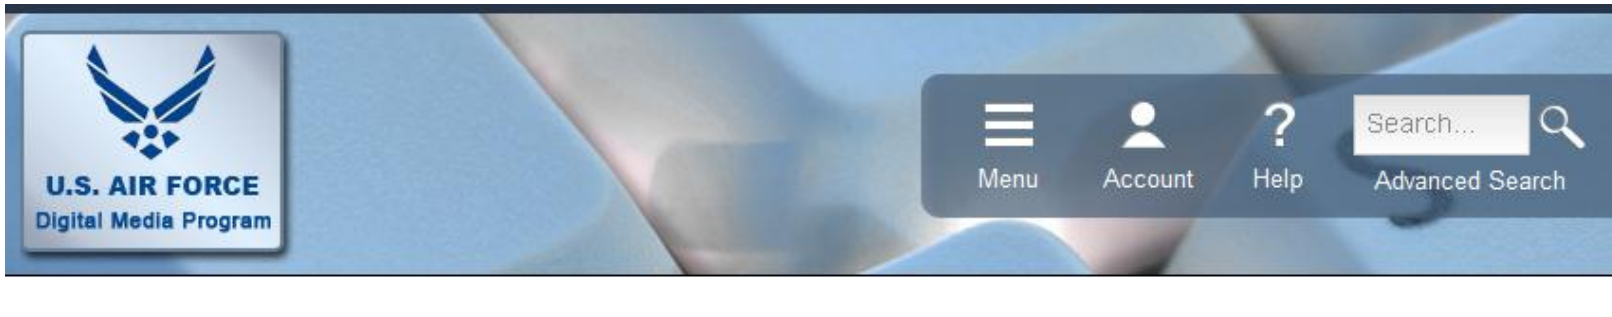 U.S. AIR FORCE
Digital Media Program
Menu
Account
?
Help
Search...
Advanced Search